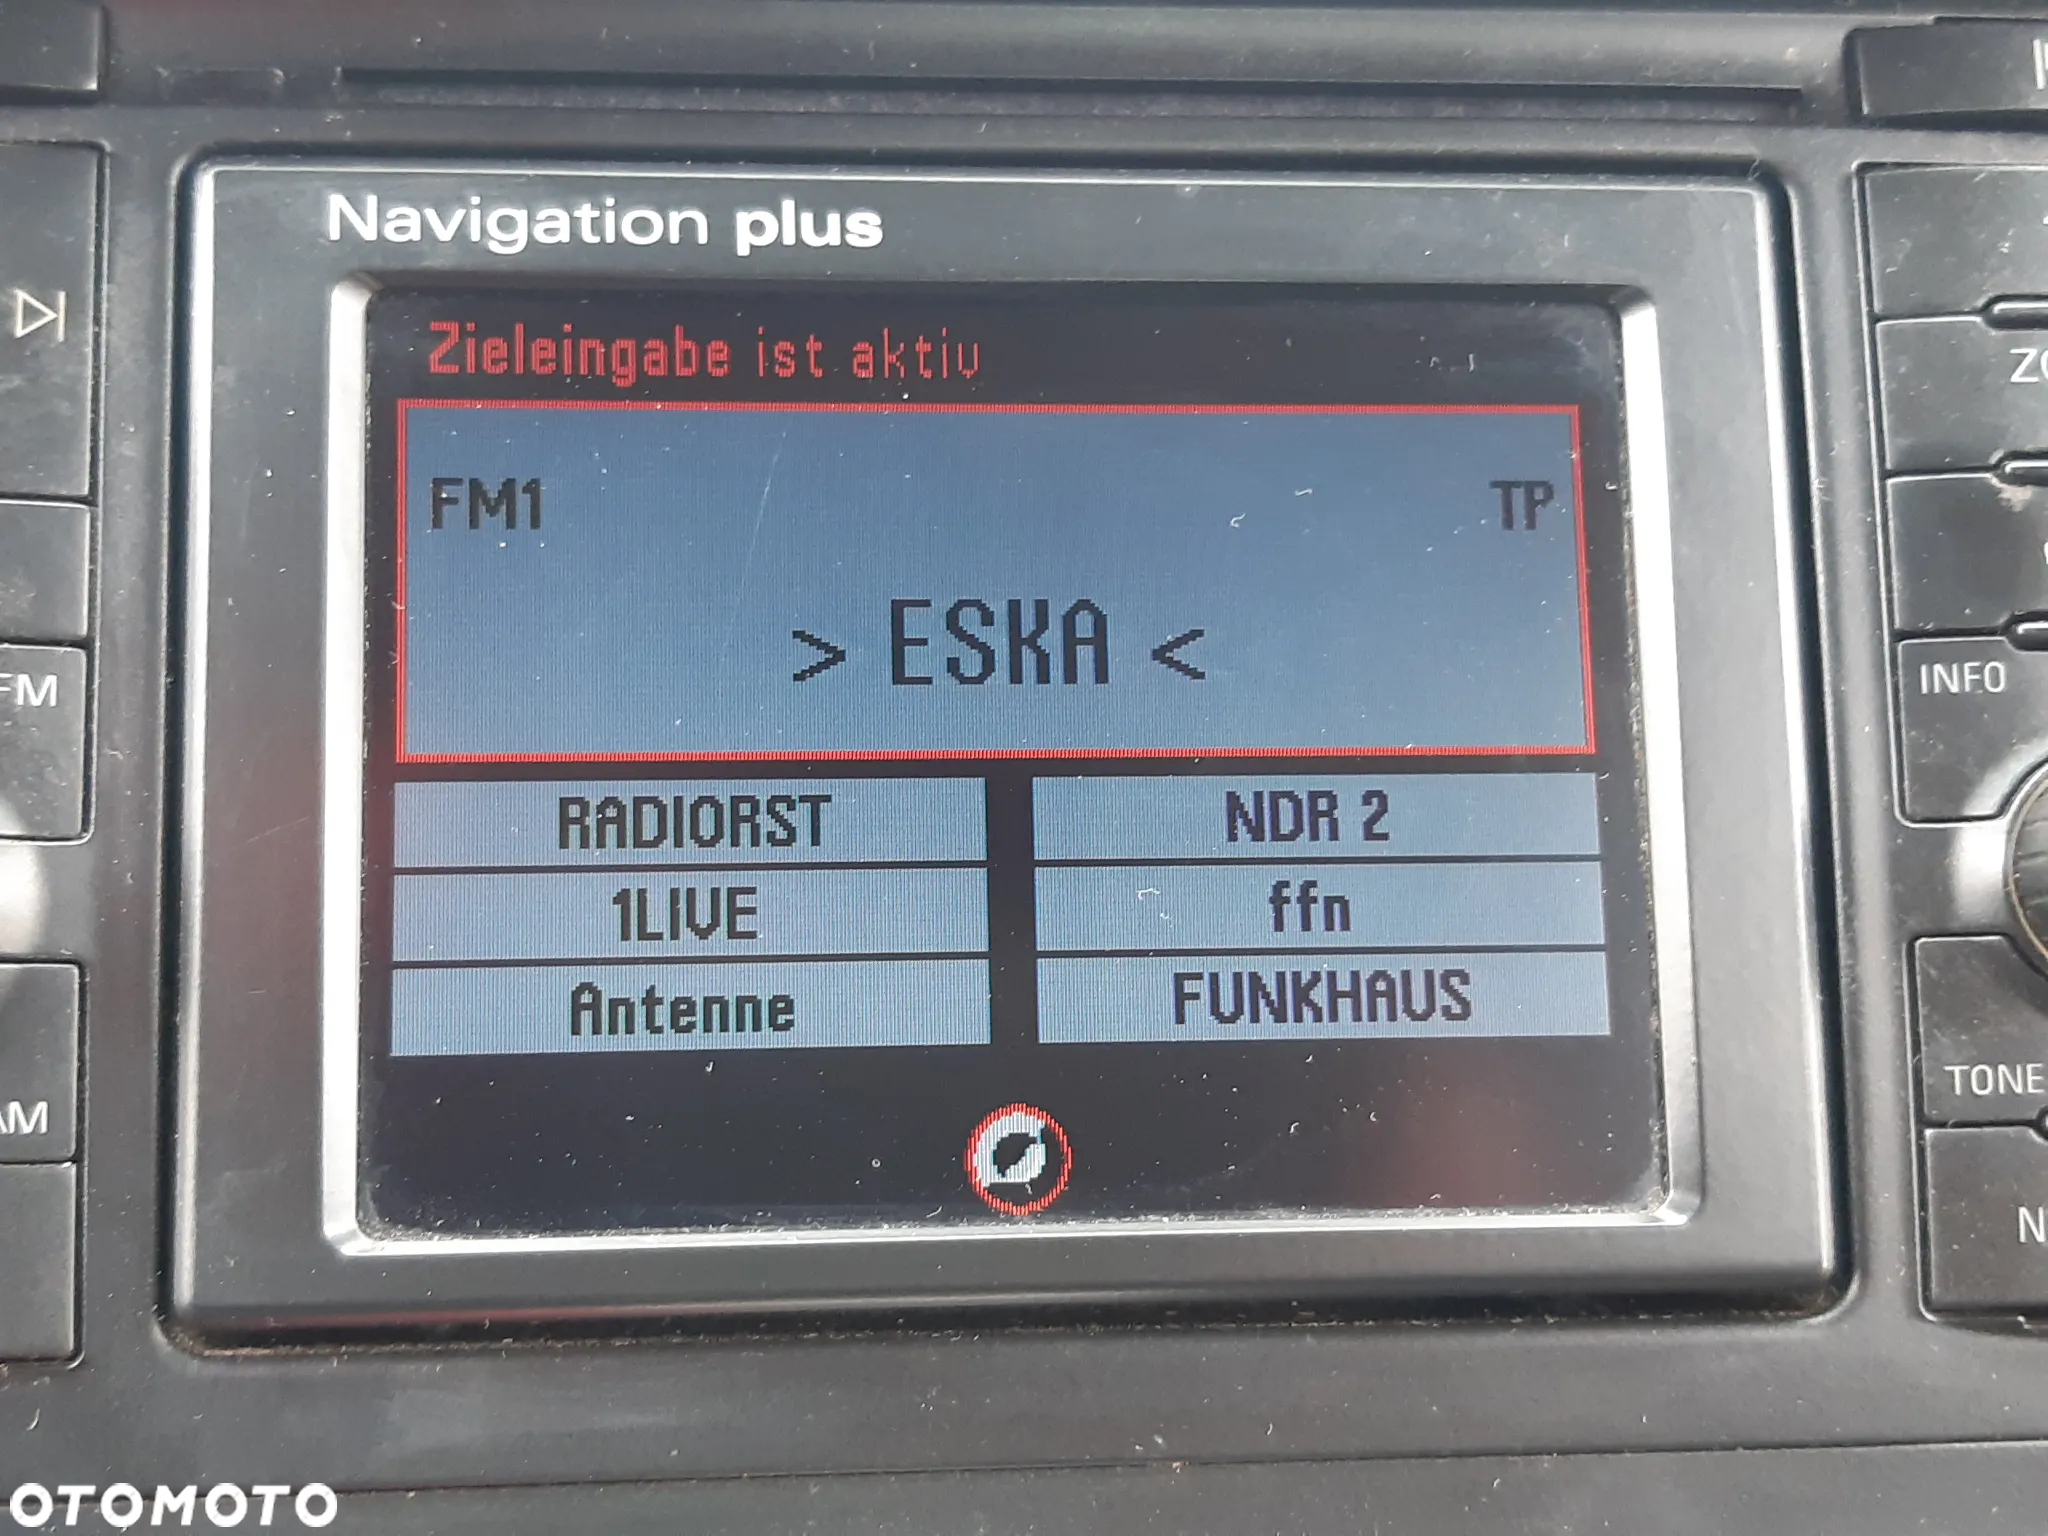 Navigation plus
Zieleingabe ist aktiv
FM1 TP
> ESKA <
RADIORST NDR 2
1LIVE ffn
Antenne FUNKHAUS
FM
INFO
AM
TONE
OTOMOTO